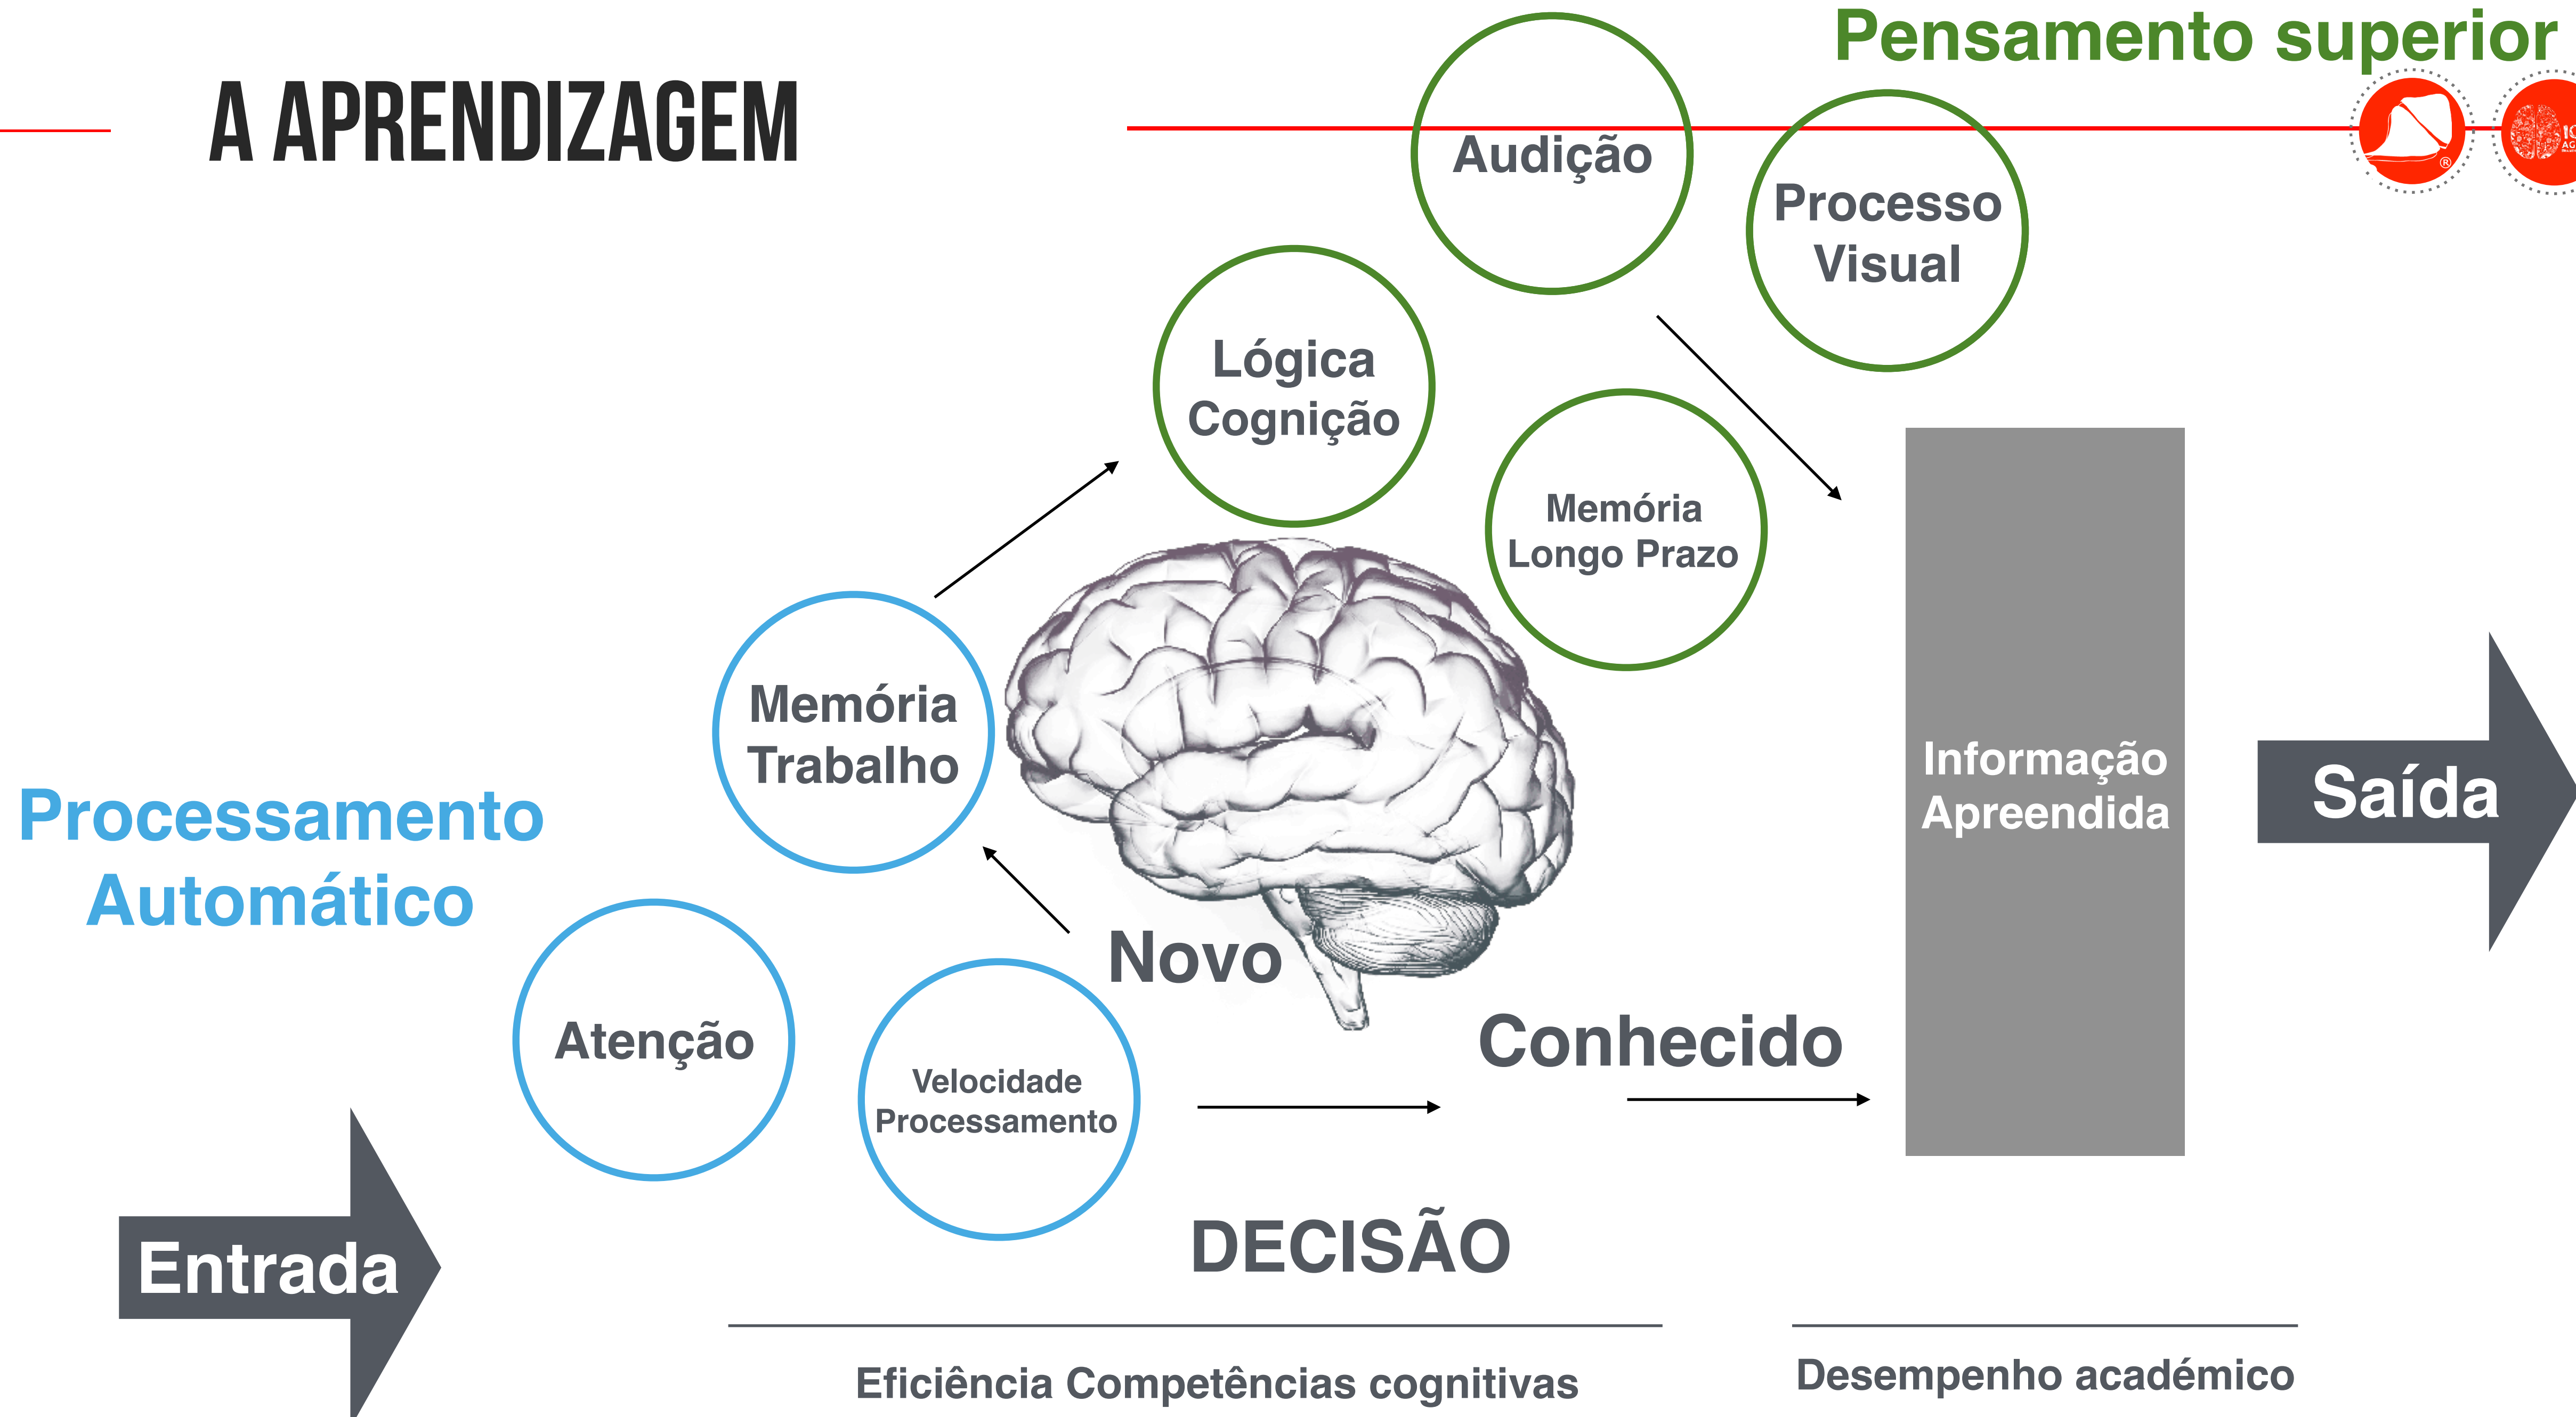 Pensamento superior
A APRENDIZAGEM
Audição
Processo
Visual
®
Lógica
Cognição
Memória
Longo Prazo
Memória
Trabalho
Informação
Apreendida
Saída
Processamento
Automático
Novo
Conhecido
Atenção
Velocidade
Processamento
DECISÃO
Entrada
Eficiência Competências cognitivas
Desempenho académico